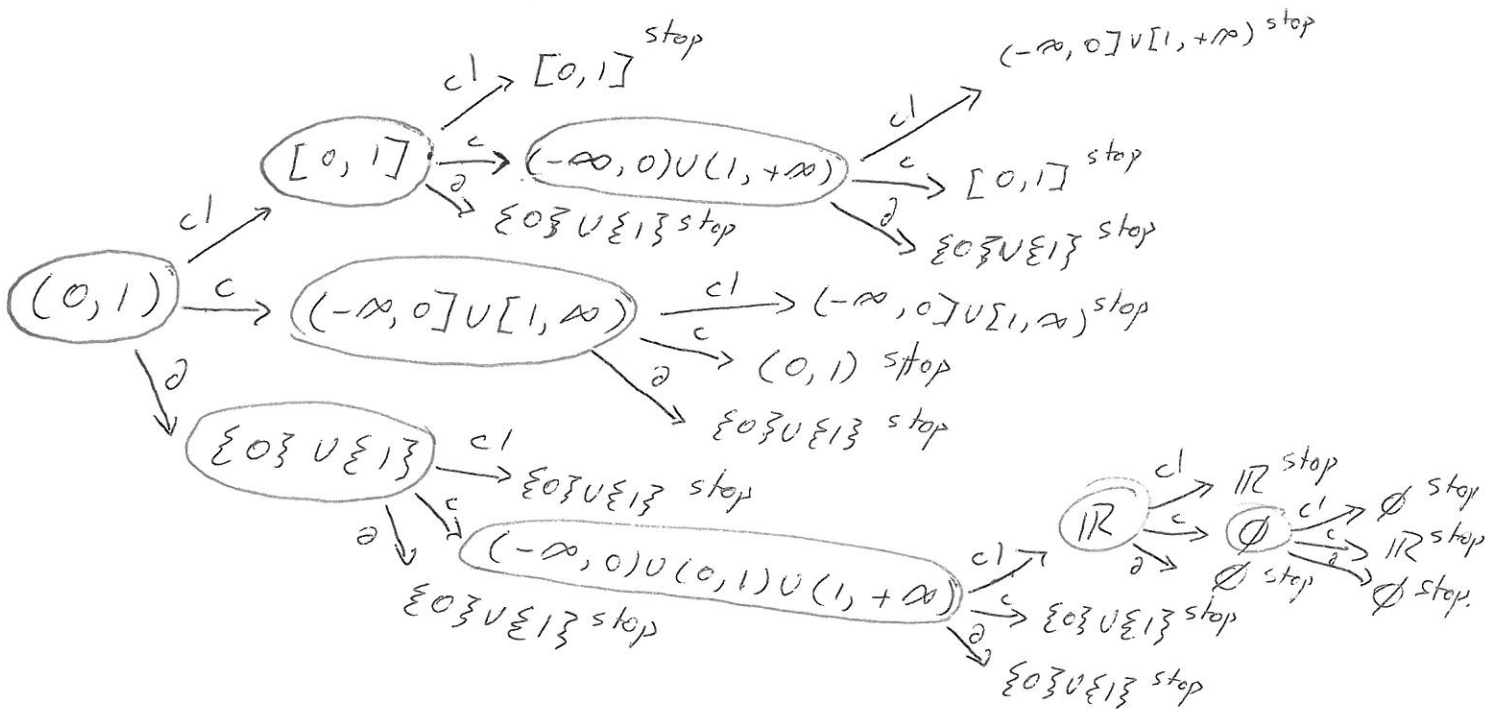 stop
(-∞, 0] ∪ [1, +∞) stop
cl [0, 1]
cl
[0, 1] c (-∞, 0) ∪ (1, +∞) c [0, 1] stop
∂ {0} ∪ {1} stop ∂ {0} ∪ {1} stop
cl
(0, 1) c (-∞, 0] ∪ [1, ∞) cl (-∞, 0] ∪ [1, ∞) stop
c (0, 1) stop
∂ ∂ {0} ∪ {1} stop
{0} ∪ {1} cl {0} ∪ {1} stop
c
∂ {0} ∪ {1} stop
(-∞, 0) ∪ (0, 1) ∪ (1, +∞) cl ℝ cl ℝ stop
c ∅ cl ∅ stop
c ℝ stop
∂ ∅ stop ∂ ∅ stop.
c {0} ∪ {1} stop
∂ {0} ∪ {1} stop